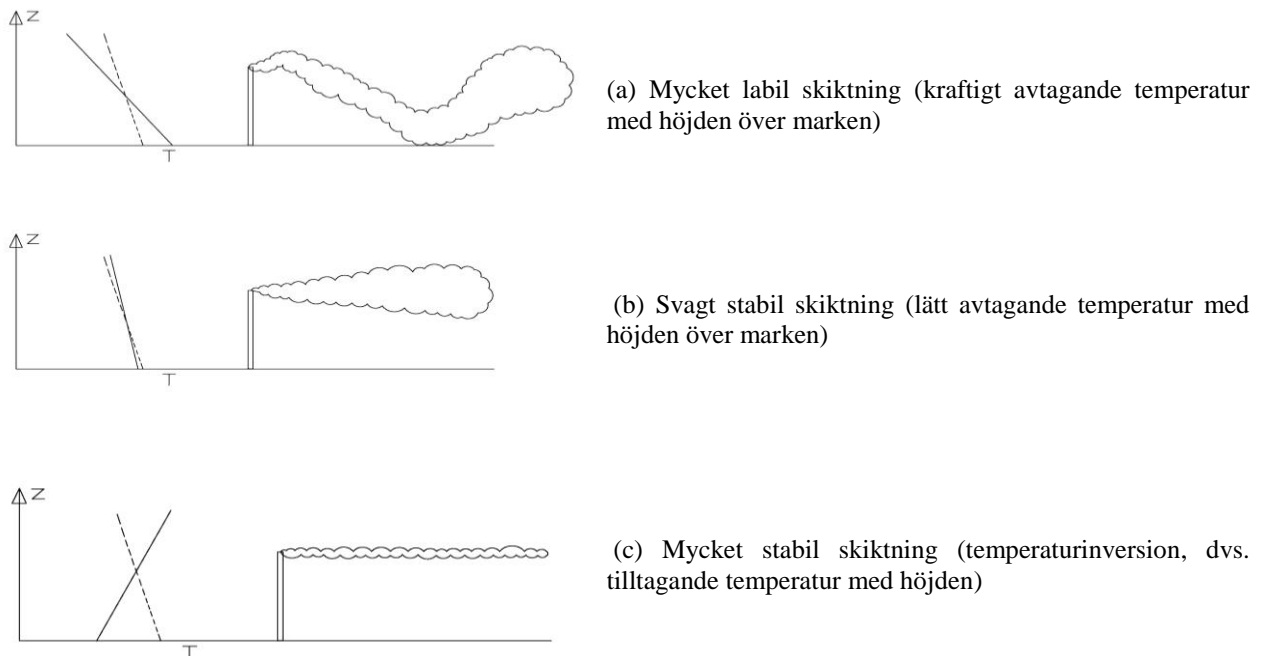 Z
(a) Mycket labil skiktning (kraftigt avtagande temperatur
med höjden över marken)
T
Z
(b) Svagt stabil skiktning (lätt avtagande temperatur med
höjden över marken)
T
Z
(c) Mycket stabil skiktning (temperaturinversion, dvs.
tilltagande temperatur med höjden)
T